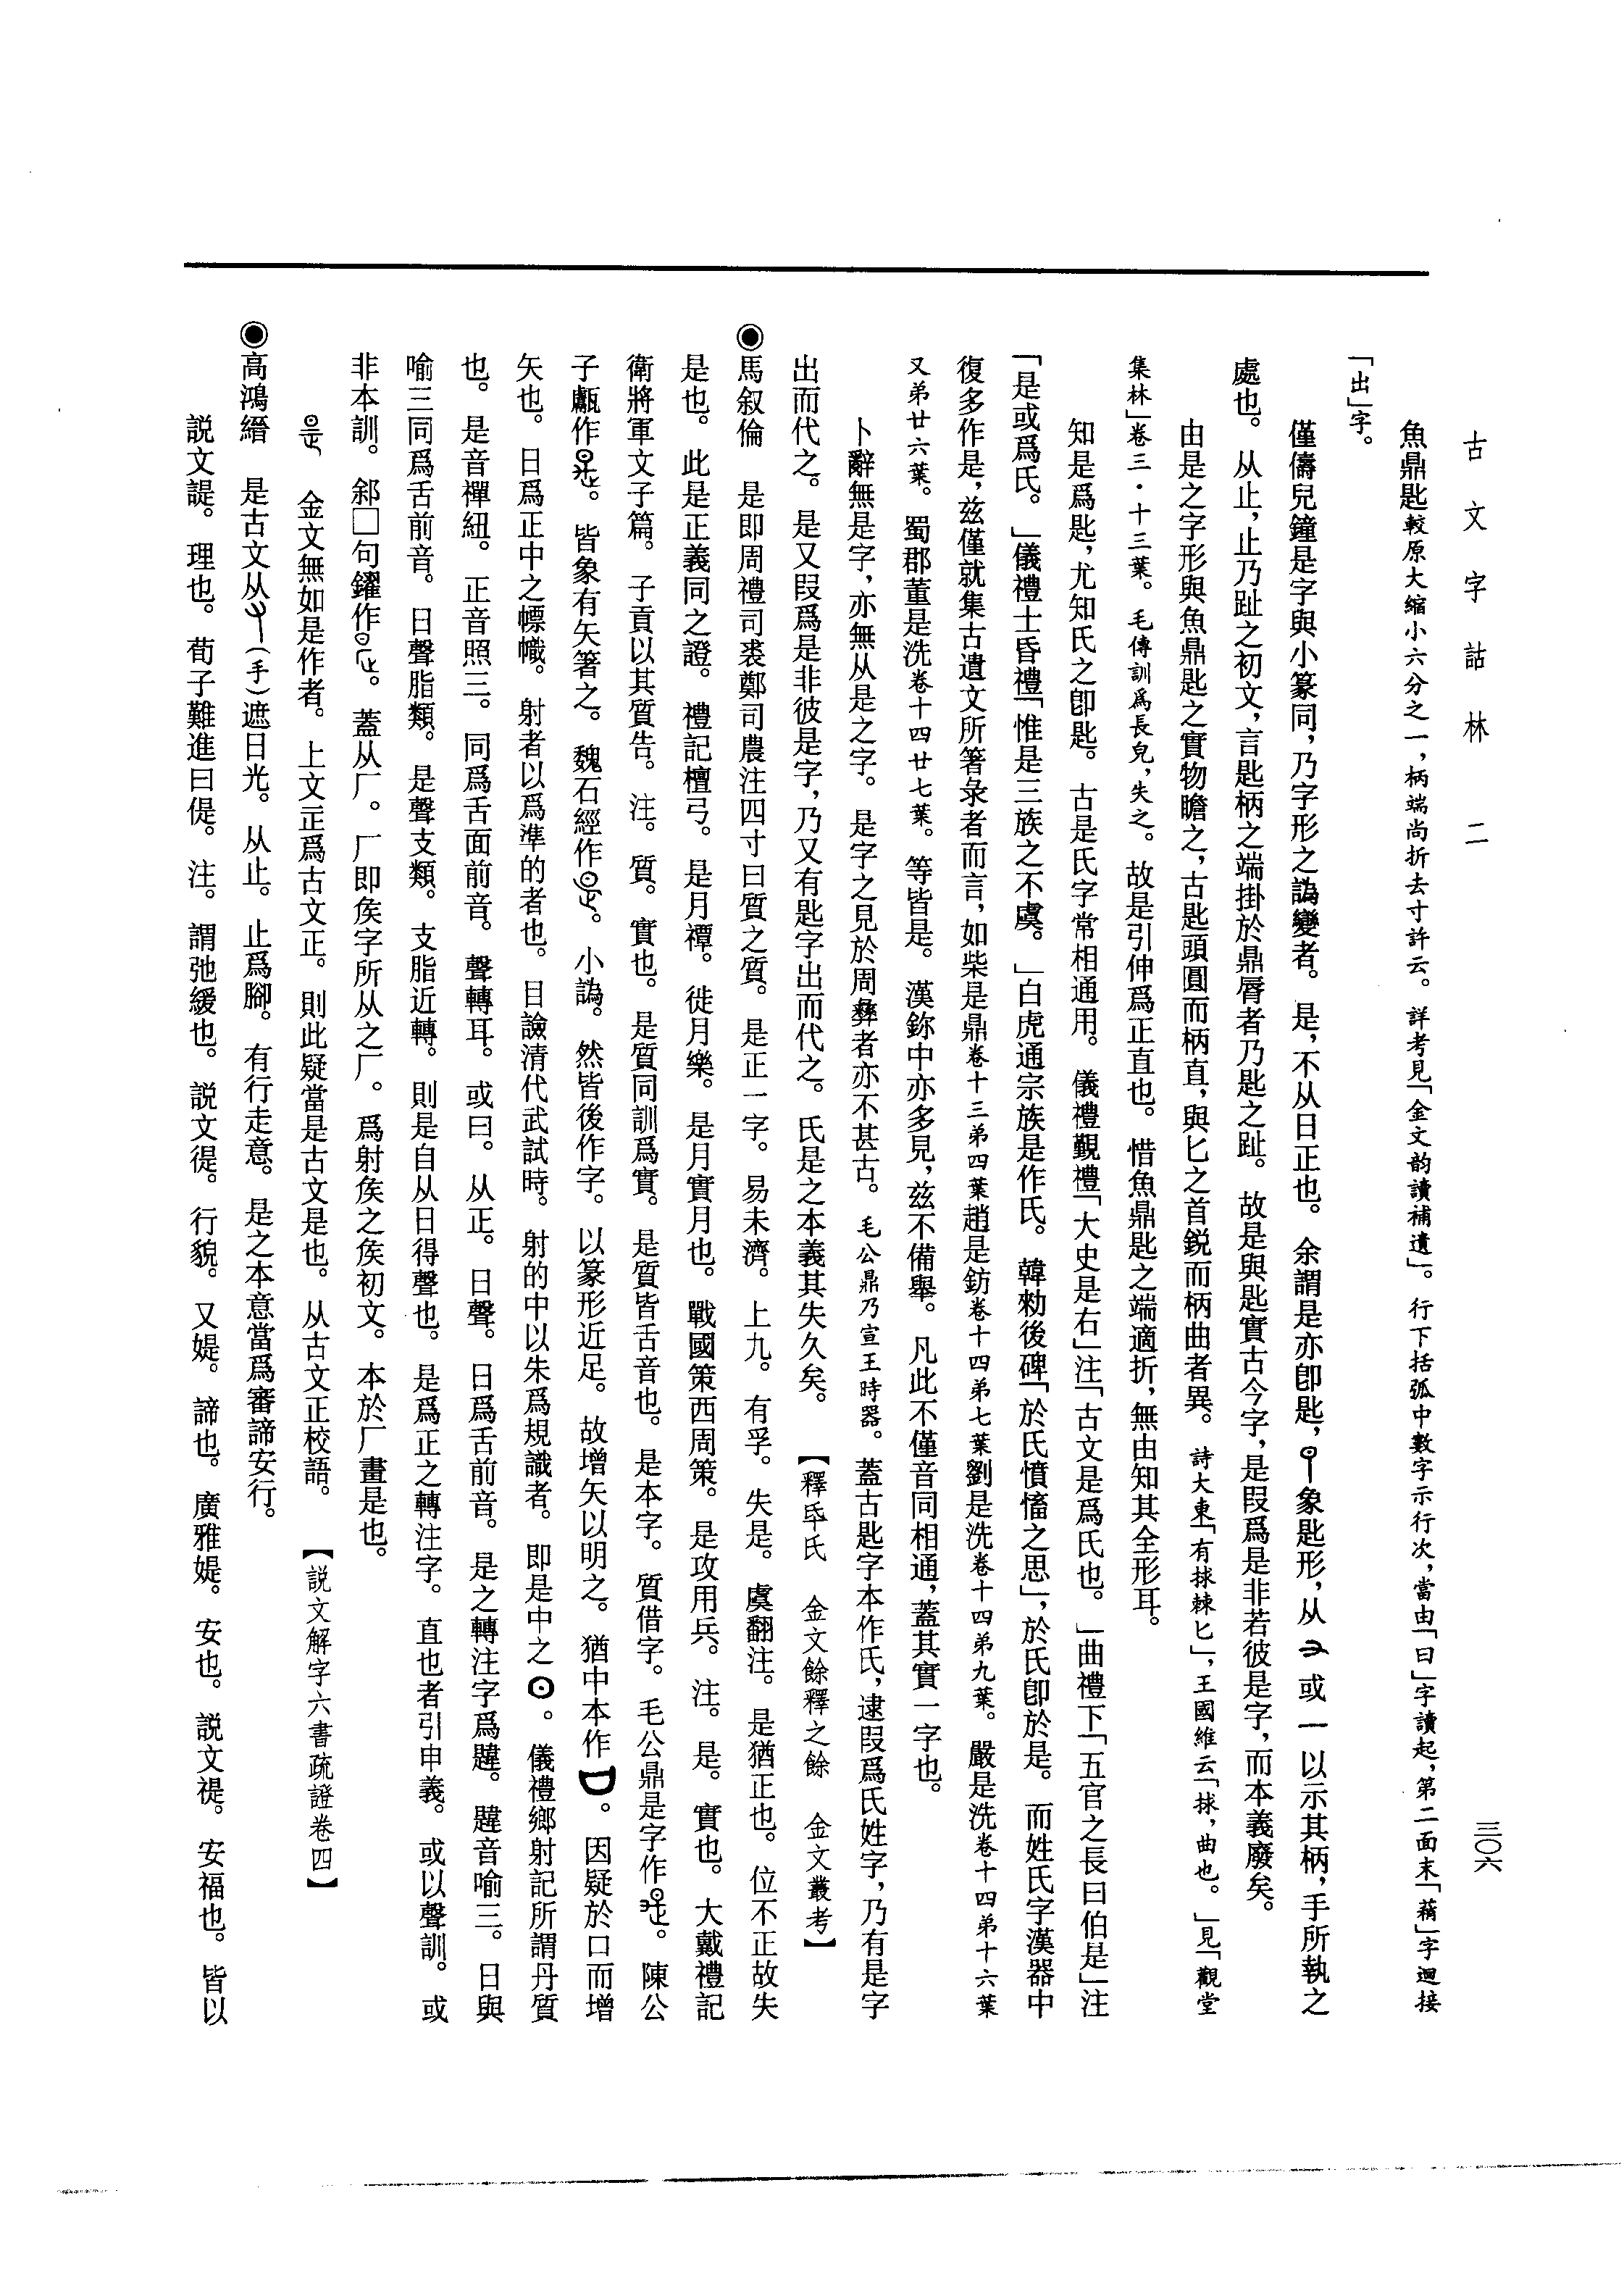 古文字詁林 二
三〇六
魚鼎匙較原大縮小六分之一，柄端尚折去寸許云。詳考見「金文韵讀補遺」。行下括弧中數字示行次，當由「曰」字讀起，第二面末「藕」字迴接
「出」字。
僅儔兒鐘是字與小篆同，乃字形之譌變者。是，不从日正也。余謂是亦卽匙，象匙形，从 或一以示其柄，手所執之
處也。从止，止乃趾之初文，言匙柄之端掛於鼎脣者乃匙之趾。故是與匙實古今字，是叚爲是非若彼是字，而本義廢矣。
由是之字形與魚鼎匙之實物瞻之，古匙頭圓而柄直，與匕之首銳而柄曲者異。詩大東「有捄棘匕」，王國維云「捄，曲也。」見「觀堂
集林」卷三·十三葉。毛傳訓爲長皃，失之。故是引伸爲正直也。惜魚鼎匙之端適折，無由知其全形耳。
知是爲匙，尤知氏之卽匙。古是氏字常相通用。儀禮覲禮「大史是右」注「古文是爲氏也。」曲禮下「五官之長曰伯是」注
「是或爲氏。」儀禮士昏禮「惟是三族之不虞。」白虎通宗族是作氏。韓勑後碑「於氏憤慉之思」，於氏卽於是。而姓氏字漢器中
復多作是，兹僅就集古遺文所箸彔者而言，如柴是鼎卷十三弟四葉趙是鈁卷十四弟七葉劉是洗卷十四弟九葉。嚴是洗卷十四弟十六葉
又弟廿六葉。蜀郡董是洗卷十四廿七葉。等皆是。漢鉨中亦多見，兹不備舉。凡此不僅音同相通，蓋其實一字也。
卜辭無是字，亦無从是之字。是字之見於周彝者亦不甚古。毛公鼎乃宣王時器。蓋古匙字本作氏，逮叚爲氏姓字，乃有是字
出而代之。是又叚爲是非彼是字，乃又有匙字出而代之。氏是之本義其失久矣。【釋氒氏 金文餘釋之餘 金文叢考】
◉馬叙倫 是即周禮司裘鄭司農注四寸曰質之質。是正一字。易未濟。上九。有孚。失是。虞翻注。是猶正也。位不正故失
是也。此是正義同之證。禮記檀弓。是月禫。徙月樂。是月實月也。戰國策西周策。是攻用兵。注。是。實也。大戴禮記
衛將軍文子篇。子貢以其質告。注。質。實也。是質同訓爲實。是質皆舌音也。是本字。質借字。毛公鼎是字作。陳公
子甗作。皆象有矢箸之。魏石經作。小譌。然皆後作字。以篆形近足。故增矢以明之。猶中本作。因疑於口而增
矢也。日爲正中之幖幟。射者以爲準的者也。目譣清代武試時。射的中以朱爲規識者。即是中之⊙。儀禮鄉射記所謂丹質
也。是音禪紐。正音照三。同爲舌面前音。聲轉耳。或曰。从正。日聲。日爲舌前音。是之轉注字爲韙。韙音喻三。日與
喻三同爲舌前音。日聲脂類。是聲支類。支脂近轉。則是自从日得聲也。是爲正之轉注字。直也者引申義。或以聲訓。或
非本訓。䣄□句鑃作。蓋从厂。厂即矦字所从之厂。爲射矦之矦初文。本於厂畫是也。
金文無如是作者。上文正爲古文正。則此疑當是古文是也。从古文正校語。【説文解字六書疏證卷四】
◉高鴻縉 是古文从（手）遮日光。从止。止爲腳。有行走意。是之本意當爲審諦安行。
説文諟。理也。荀子難進曰偍。注。謂弛緩也。説文徥。行貌。又媞。諦也。廣雅媞。安也。説文禔。安福也。皆以